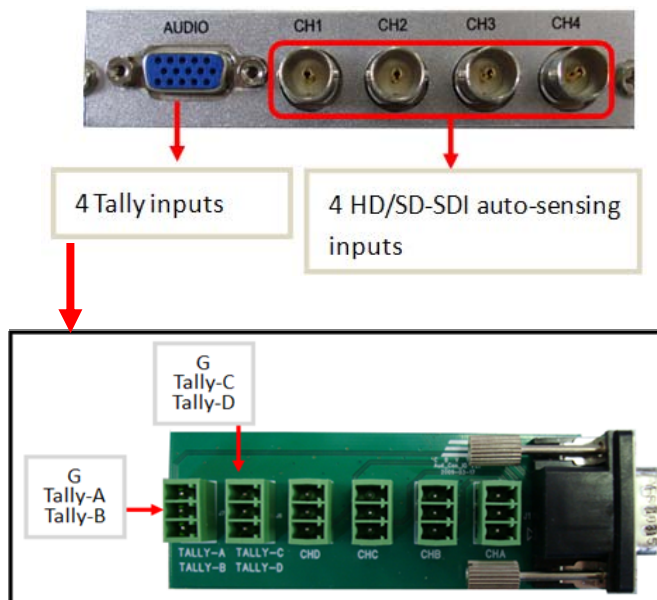 AUDIO CH1 CH2 CH3 CH4
4 Tally inputs
4 HD/SD-SDI auto-sensing
inputs
G
Tally-C
Tally-D
G
Tally-A
Tally-B
TALLY-A TALLY-C CHD CHC CHB CHA
TALLY-B TALLY-D